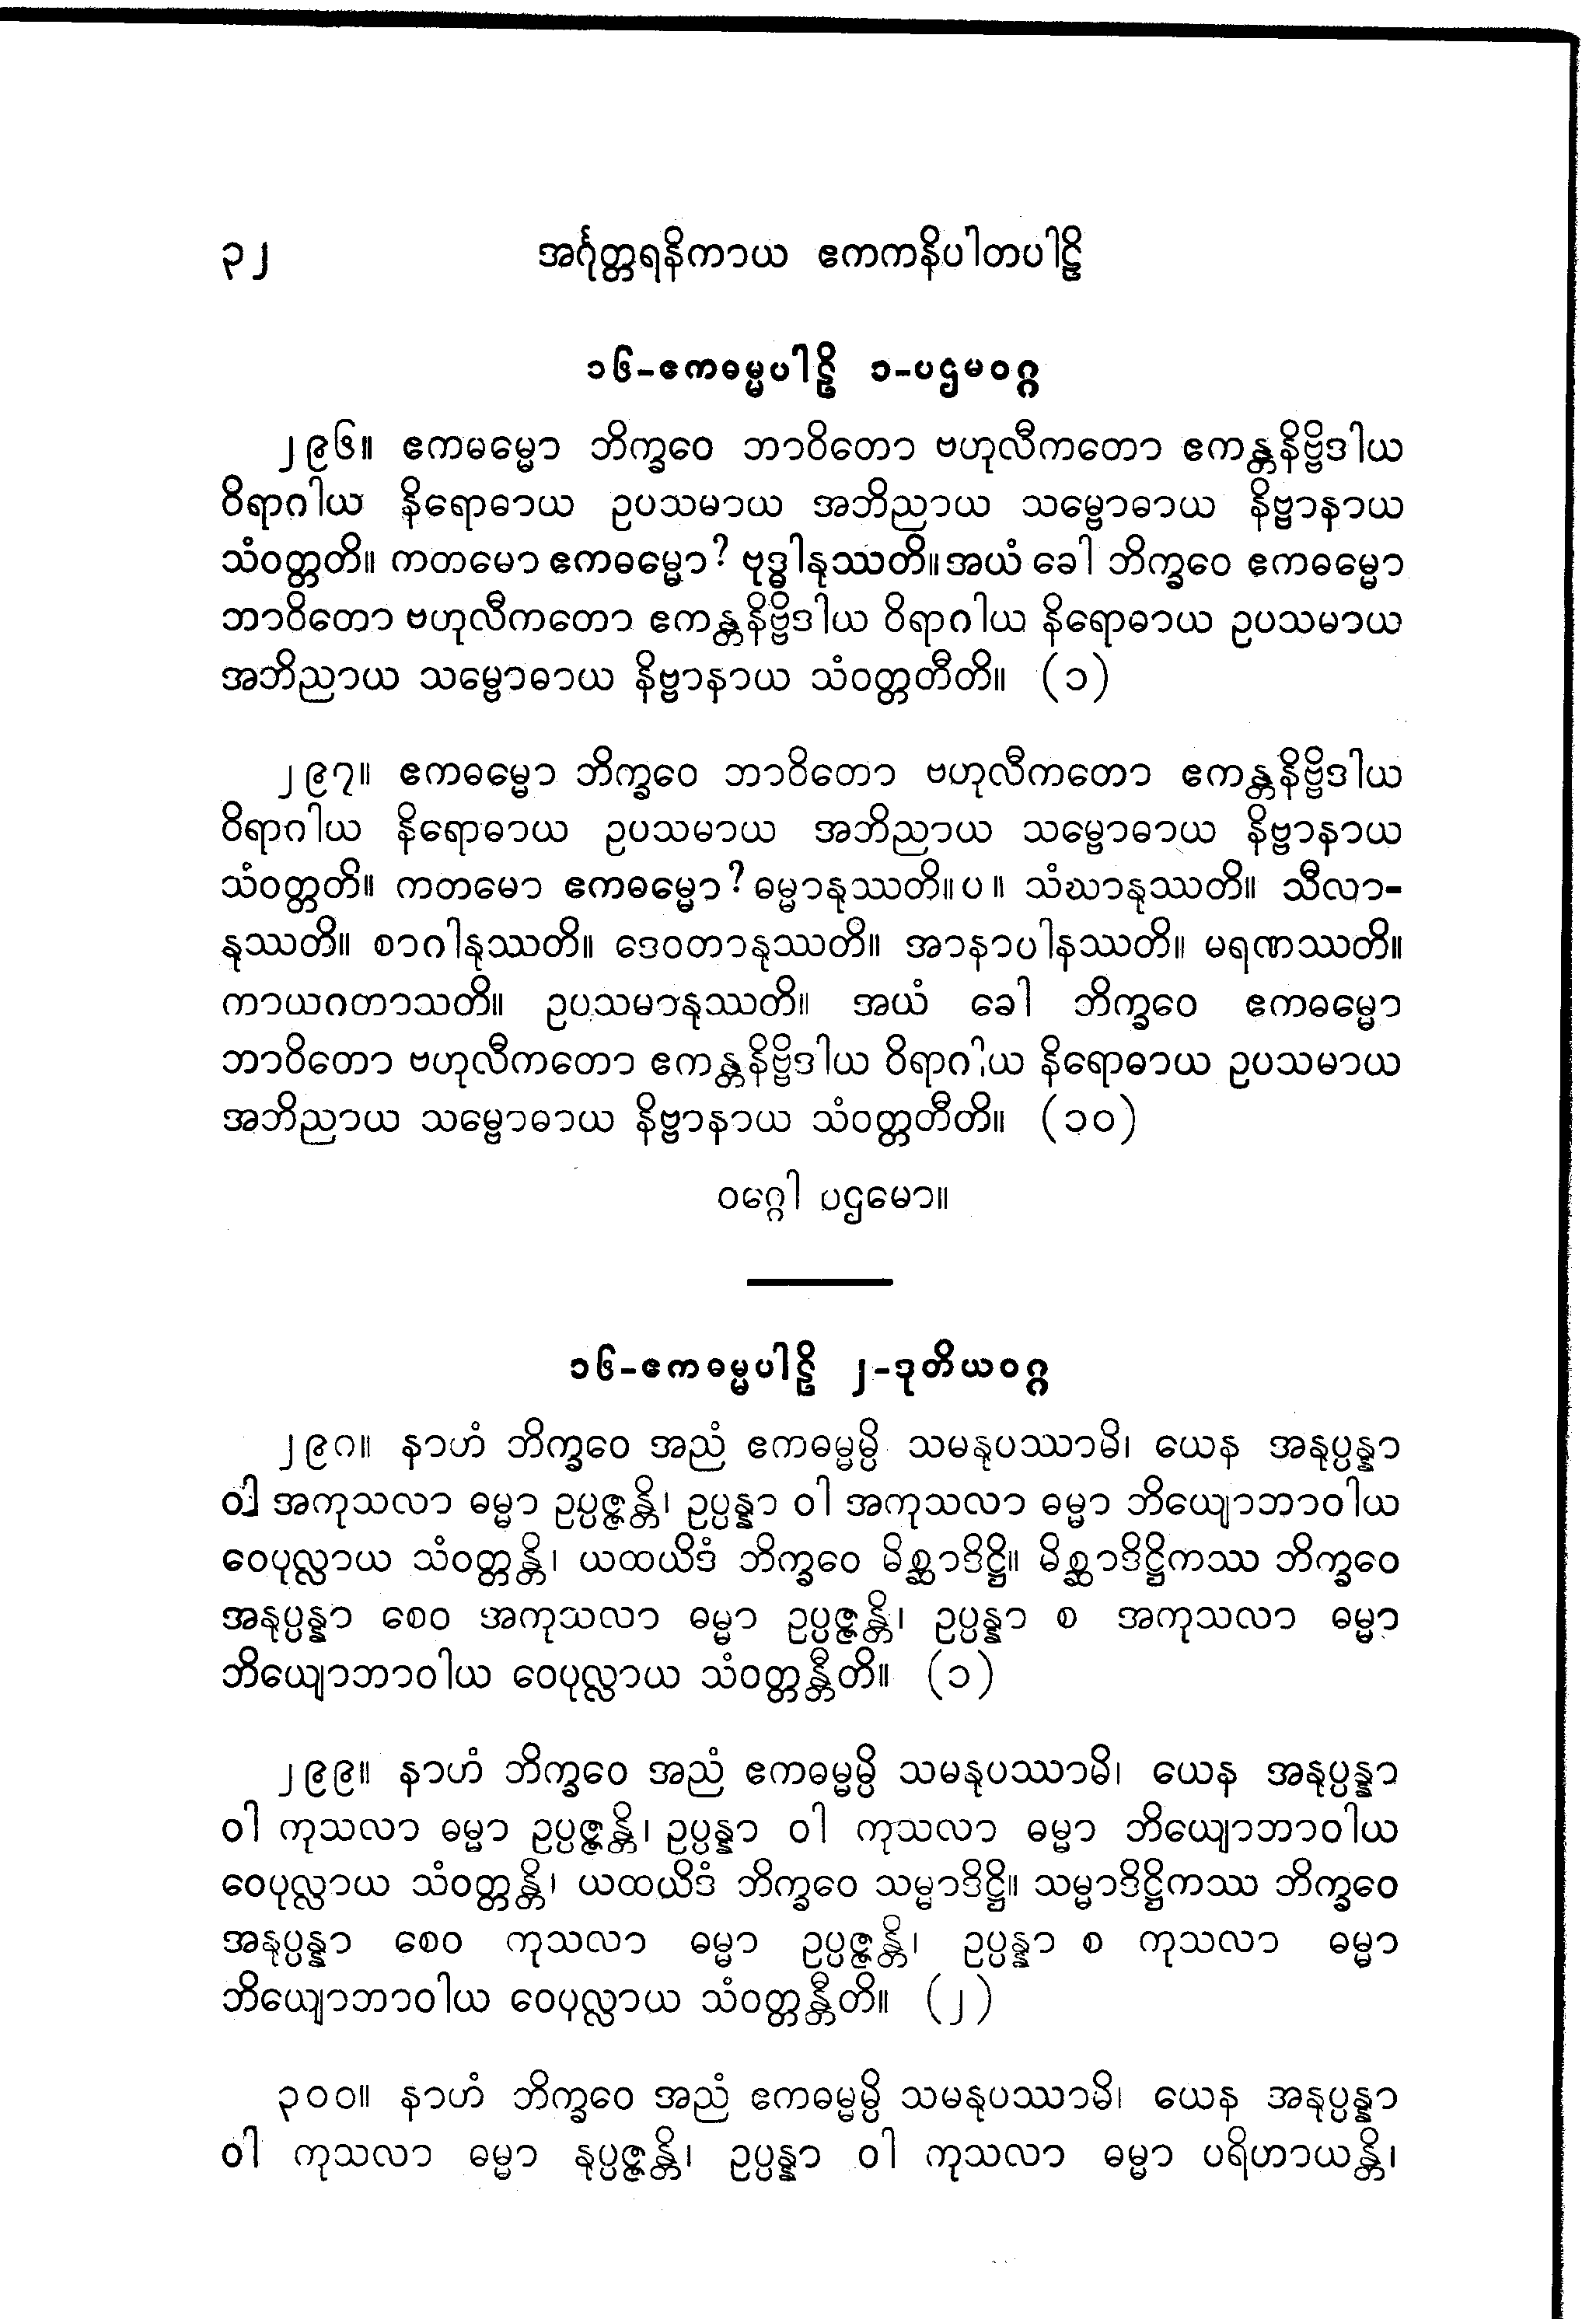 ၃၂ အင်္ဂုတ္တရနိကာယ ဧကကနိပါတပါဠိ
၁၆-ဧကဓမ္မပါဠိ ၁-ပဌမဝဂ္ဂ
၂၉၆။ ဧကမမ္မော ဘိက္ခဝေ ဘာဝိတော ဗဟုလီကတော ဧကန္တနိဗ္ဗိဒါယ
ဝိရာဂါယ နိရောဓာယ ဥပသမာယ အဘိညာယ သမ္ဗောဓာယ နိဗ္ဗာနာယ
သံဝတ္တတိ။ ကတမော ဧကဓမ္မော? ဗုဒ္ဓါနုဿတိ။ အယံ ခေါ ဘိက္ခဝေ ဧကဓမ္မော
ဘာဝိတော ဗဟုလီကတော ဧကန္တနိဗ္ဗိဒါယ ဝိရာဂါယ နိရောဓာယ ဥပသမာယ
အဘိညာယ သမ္ဗောဓာယ နိဗ္ဗာနာယ သံဝတ္တတီတိ။ (၁)
၂၉၇။ ဧကဓမ္မော ဘိက္ခဝေ ဘာဝိတော ဗဟုလီကတော ဧကန္တနိဗ္ဗိဒါယ
ဝိရာဂါယ နိရောဓာယ ဥပသမာယ အဘိညာယ သမ္ဗောဓာယ နိဗ္ဗာနာယ
သံဝတ္တတိ။ ကတမော ဧကဓမ္မော? ဓမ္မာနုဿတိ။ပ။ သံဃာနုဿတိ။ သီလာ-
နုဿတိ။ စာဂါနုဿတိ။ ဒေဝတာနုဿတိ။ အာနာပါနဿတိ။ မရဏဿတိ။
ကာယဂတာသတိ။ ဥပသမာနုဿတိ။ အယံ ခေါ ဘိက္ခဝေ ဧကဓမ္မော
ဘာဝိတော ဗဟုလီကတော ဧကန္တနိဗ္ဗိဒါယ ဝိရာဂါယ နိရောဓာယ ဥပသမာယ
အဘိညာယ သမ္ဗောဓာယ နိဗ္ဗာနာယ သံဝတ္တတီတိ။ (၁၀)
ဝဂ္ဂေါ ပဌမော။
၁၆-ဧကဓမ္မပါဠိ ၂-ဒုတိယဝဂ္ဂ
၂၉၈။ နာဟံ ဘိက္ခဝေ အညံ ဧကဓမ္မမ္ပိ သမနုပဿာမိ၊ ယေန အနုပ္ပန္နာ
ဝါ အကုသလာ ဓမ္မာ ဥပ္ပဇ္ဇန္တိ၊ ဥပ္ပန္နာ ဝါ အကုသလာ ဓမ္မာ ဘိယျောဘာဝါယ
ဝေပုလ္လာယ သံဝတ္တန္တိ၊ ယထယိဒံ ဘိက္ခဝေ မိစ္ဆာဒိဋ္ဌိ။ မိစ္ဆာဒိဋ္ဌိကဿ ဘိက္ခဝေ
အနုပ္ပန္နာ စေဝ အကုသလာ ဓမ္မာ ဥပ္ပဇ္ဇန္တိ၊ ဥပ္ပန္နာ စ အကုသလာ ဓမ္မာ
ဘိယျောဘာဝါယ ဝေပုလ္လာယ သံဝတ္တန္တီတိ။ (၁)
၂၉၉။ နာဟံ ဘိက္ခဝေ အညံ ဧကဓမ္မမ္ပိ သမနုပဿာမိ၊ ယေန အနုပ္ပန္နာ
ဝါ ကုသလာ ဓမ္မာ ဥပ္ပဇ္ဇန္တိ၊ ဥပ္ပန္နာ ဝါ ကုသလာ ဓမ္မာ ဘိယျောဘာဝါယ
ဝေပုလ္လာယ သံဝတ္တန္တိ၊ ယထယိဒံ ဘိက္ခဝေ သမ္မာဒိဋ္ဌိ။ သမ္မာဒိဋ္ဌိကဿ ဘိက္ခဝေ
အနုပ္ပန္နာ စေဝ ကုသလာ ဓမ္မာ ဥပ္ပဇ္ဇန္တိ၊ ဥပ္ပန္နာ စ ကုသလာ ဓမ္မာ
ဘိယျောဘာဝါယ ဝေပုလ္လာယ သံဝတ္တန္တီတိ။ (၂)
၃၀၀။ နာဟံ ဘိက္ခဝေ အညံ ဧကဓမ္မမ္ပိ သမနုပဿာမိ၊ ယေန အနုပ္ပန္နာ
ဝါ ကုသလာ ဓမ္မာ နုပ္ပဇ္ဇန္တိ၊ ဥပ္ပန္နာ ဝါ ကုသလာ ဓမ္မာ ပရိဟာယန္တိ၊